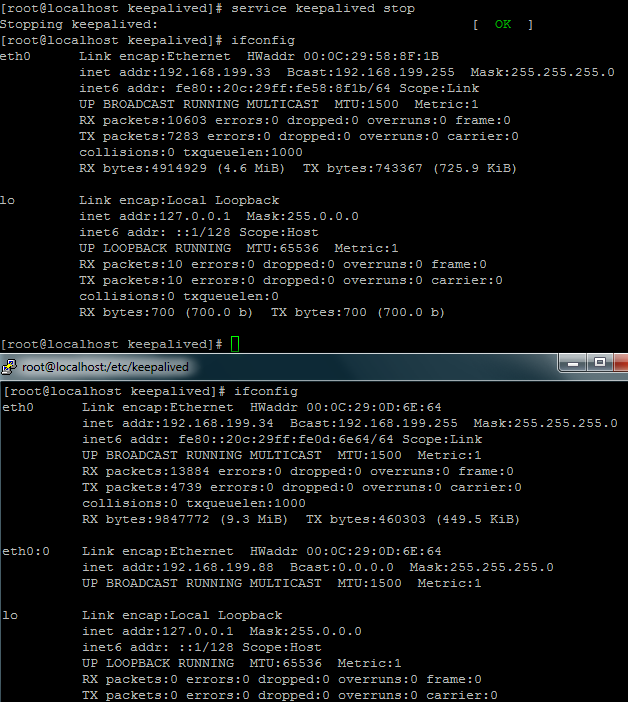 [root@localhost keepalived]# service keepalived stop
Stopping keepalived:                                       [  OK  ]
[root@localhost keepalived]# ifconfig
eth0      Link encap:Ethernet  HWaddr 00:0C:29:58:8F:1B
          inet addr:192.168.199.33  Bcast:192.168.199.255  Mask:255.255.255.0
          inet6 addr: fe80::20c:29ff:fe58:8f1b/64 Scope:Link
          UP BROADCAST RUNNING MULTICAST  MTU:1500  Metric:1
          RX packets:10603 errors:0 dropped:0 overruns:0 frame:0
          TX packets:7283 errors:0 dropped:0 overruns:0 carrier:0
          collisions:0 txqueuelen:1000
          RX bytes:4914929 (4.6 MiB)  TX bytes:743367 (725.9 KiB)
lo        Link encap:Local Loopback
          inet addr:127.0.0.1  Mask:255.0.0.0
          inet6 addr: ::1/128 Scope:Host
          UP LOOPBACK RUNNING  MTU:65536  Metric:1
          RX packets:10 errors:0 dropped:0 overruns:0 frame:0
          TX packets:10 errors:0 dropped:0 overruns:0 carrier:0
          collisions:0 txqueuelen:0
          RX bytes:700 (700.0 b)  TX bytes:700 (700.0 b)
[root@localhost keepalived]#
root@localhost:/etc/keepalived
[root@localhost keepalived]# ifconfig
eth0      Link encap:Ethernet  HWaddr 00:0C:29:0D:6E:64
          inet addr:192.168.199.34  Bcast:192.168.199.255  Mask:255.255.255.0
          inet6 addr: fe80::20c:29ff:fe0d:6e64/64 Scope:Link
          UP BROADCAST RUNNING MULTICAST  MTU:1500  Metric:1
          RX packets:13884 errors:0 dropped:0 overruns:0 frame:0
          TX packets:4739 errors:0 dropped:0 overruns:0 carrier:0
          collisions:0 txqueuelen:1000
          RX bytes:9847772 (9.3 MiB)  TX bytes:460303 (449.5 KiB)
eth0:0    Link encap:Ethernet  HWaddr 00:0C:29:0D:6E:64
          inet addr:192.168.199.88  Bcast:0.0.0.0  Mask:255.255.255.0
          UP BROADCAST RUNNING MULTICAST  MTU:1500  Metric:1
lo        Link encap:Local Loopback
          inet addr:127.0.0.1  Mask:255.0.0.0
          inet6 addr: ::1/128 Scope:Host
          UP LOOPBACK RUNNING  MTU:65536  Metric:1
          RX packets:0 errors:0 dropped:0 overruns:0 frame:0
          TX packets:0 errors:0 dropped:0 overruns:0 carrier:0